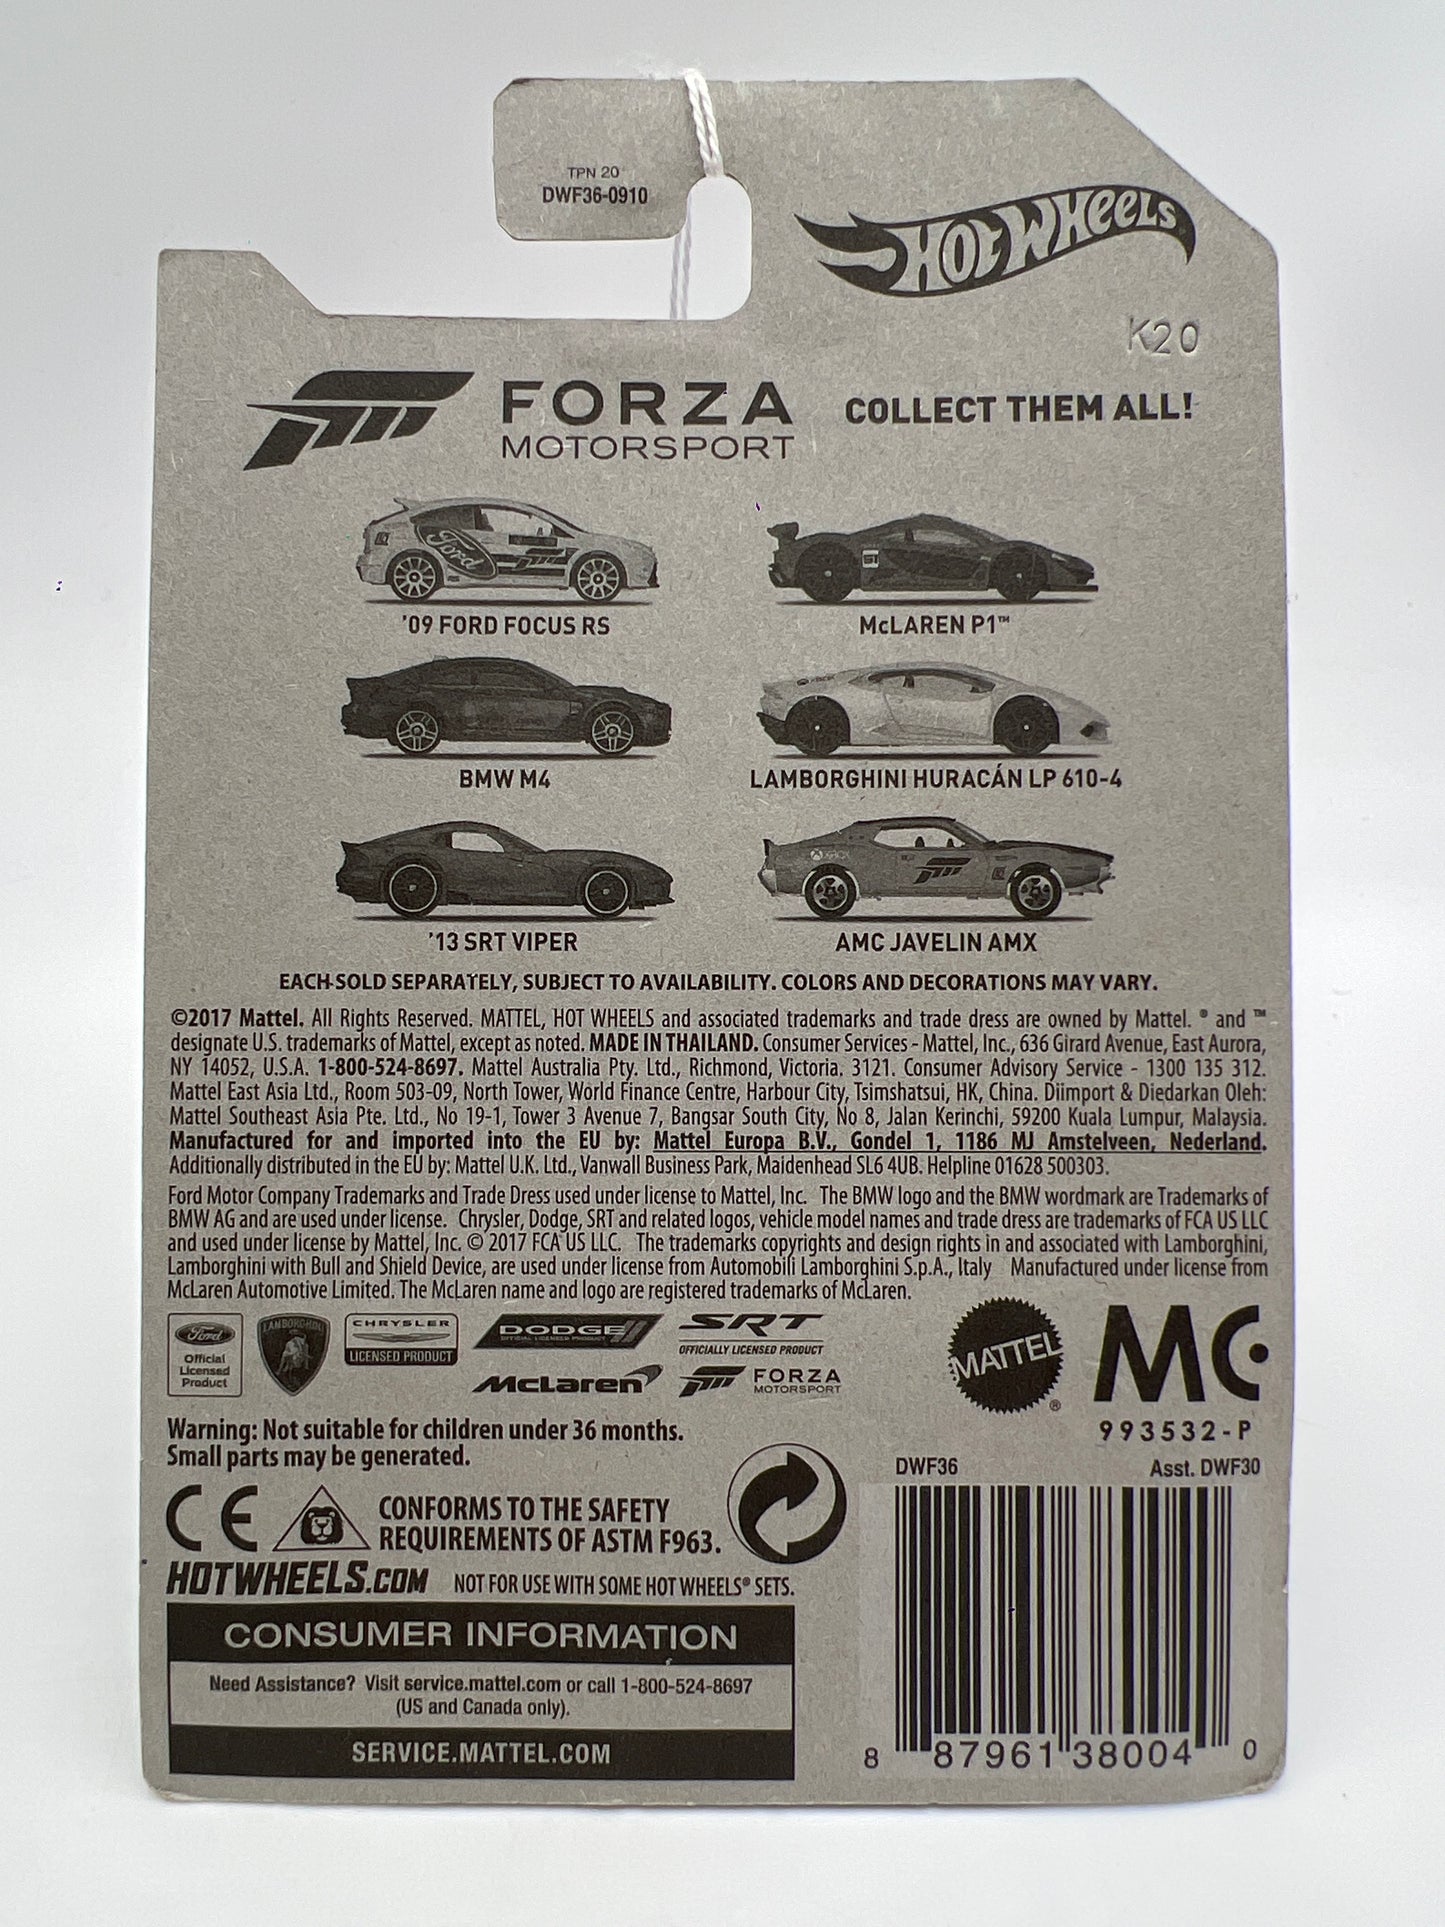 TPN 20
DWF36-0910
Hot Wheels
K20
FORZA
MOTORSPORT
COLLECT THEM ALL!
Ford
'09 FORD FOCUS RS
McLAREN P1™
BMW M4
LAMBORGHINI HURACÁN LP 610-4
'13 SRT VIPER
AMC JAVELIN AMX
EACH SOLD SEPARATELY, SUBJECT TO AVAILABILITY. COLORS AND DECORATIONS MAY VARY.
©2017 Mattel. All Rights Reserved. MATTEL, HOT WHEELS and associated trademarks and trade dress are owned by Mattel. ® and ™
designate U.S. trademarks of Mattel, except as noted. MADE IN THAILAND. Consumer Services - Mattel, Inc., 636 Girard Avenue, East Aurora,
NY 14052, U.S.A. 1-800-524-8697. Mattel Australia Pty. Ltd., Richmond, Victoria. 3121. Consumer Advisory Service - 1300 135 312.
Mattel East Asia Ltd., Room 503-09, North Tower, World Finance Centre, Harbour City, Tsimshatsui, HK, China. Diimport & Diedarkan Oleh:
Mattel Southeast Asia Pte. Ltd., No 19-1, Tower 3 Avenue 7, Bangsar South City, No 8, Jalan Kerinchi, 59200 Kuala Lumpur, Malaysia.
Manufactured for and imported into the EU by: Mattel Europa B.V., Gondel 1, 1186 MJ Amstelveen, Nederland.
Additionally distributed in the EU by: Mattel U.K. Ltd., Vanwall Business Park, Maidenhead SL6 4UB. Helpline 01628 500303.
Ford Motor Company Trademarks and Trade Dress used under license to Mattel, Inc. The BMW logo and the BMW wordmark are Trademarks of
BMW AG and are used under license. Chrysler, Dodge, SRT and related logos, vehicle model names and trade dress are trademarks of FCA US LLC
and used under license by Mattel, Inc. © 2017 FCA US LLC. The trademarks copyrights and design rights in and associated with Lamborghini,
Lamborghini with Bull and Shield Device, are used under license from Automobili Lamborghini S.p.A., Italy Manufactured under license from
McLaren Automotive Limited. The McLaren name and logo are registered trademarks of McLaren.
Ford
Official
Licensed
Product
LAMBORGHINI
CHRYSLER
LICENSED PRODUCT
DODGE
OFFICIAL LICENSED PRODUCT
SRT
OFFICIALLY LICENSED PRODUCT
McLaren
FORZA
MOTORSPORT
MATTEL®
MC
993532-P
Warning: Not suitable for children under 36 months.
Small parts may be generated.
DWF36
Asst. DWF30
CE
CONFORMS TO THE SAFETY
REQUIREMENTS OF ASTM F963.
HOTWHEELS.COM
NOT FOR USE WITH SOME HOT WHEELS® SETS.
CONSUMER INFORMATION
Need Assistance? Visit service.mattel.com or call 1-800-524-8697
(US and Canada only).
SERVICE.MATTEL.COM
8 87961 38004 0